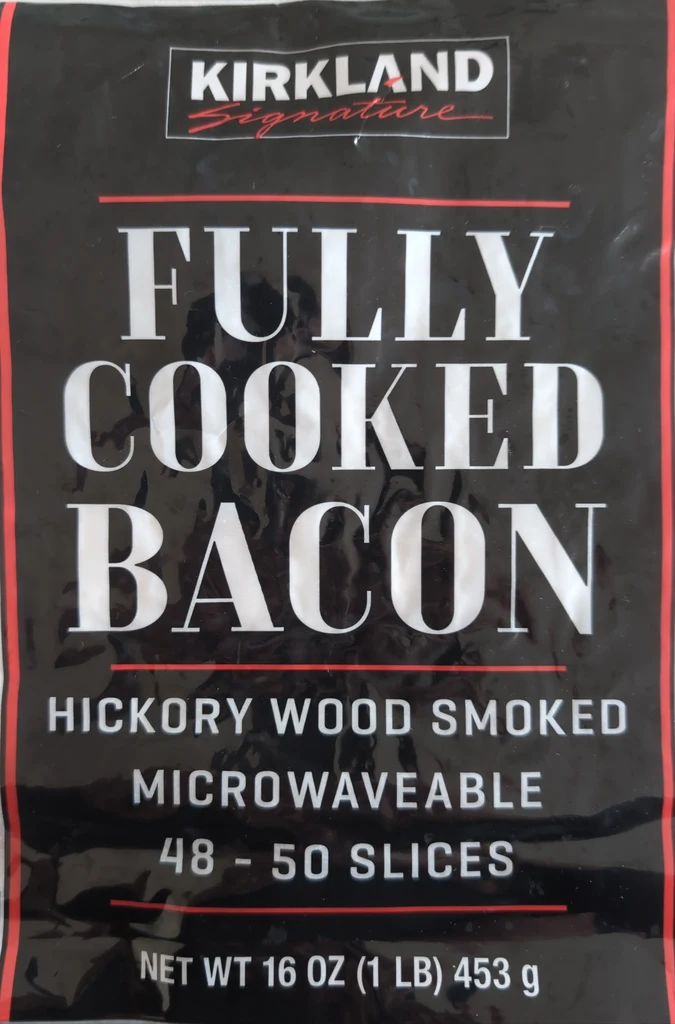 KIRKLAND
Signature
FULLY
COOKED
BACON
HICKORY WOOD SMOKED
MICROWAVEABLE
48 - 50 SLICES
NET WT 16 OZ (1 LB) 453 g